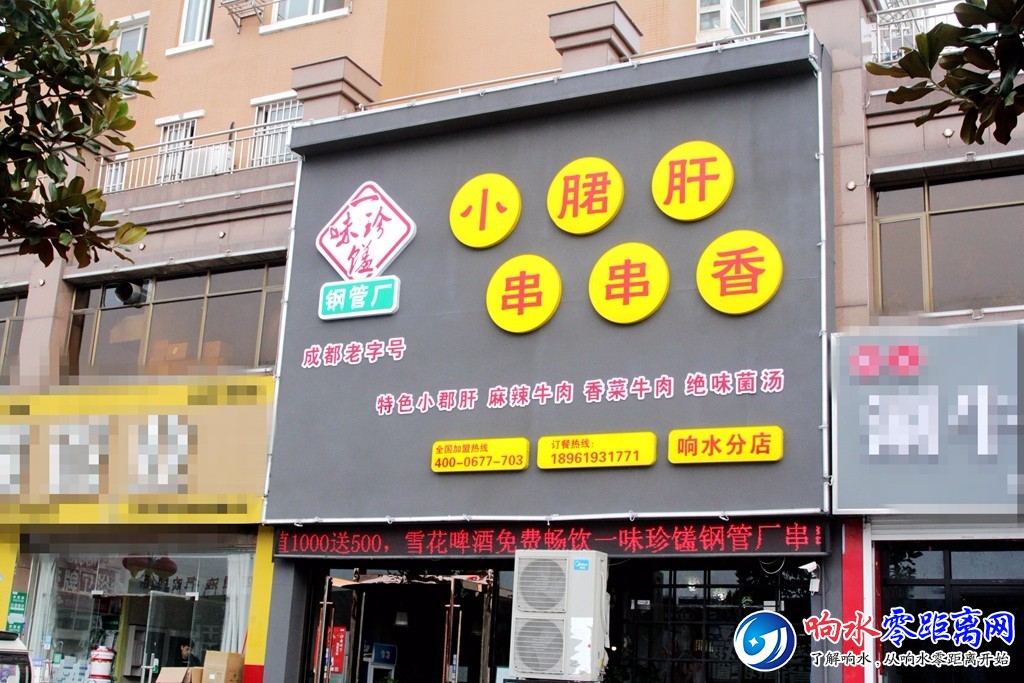 小腒肝
串串香
一
味珍
馐
钢管厂
成都老字号
特色小郡肝 麻辣牛肉 香菜牛肉 绝味菌汤
全国加盟热线
400-0677-703
订餐热线:
18961931771
响水分店
值1000送500，雪花啤酒免费畅饮一味珍馐钢管厂串
响水零距离网
了解响水，从响水零距离开始